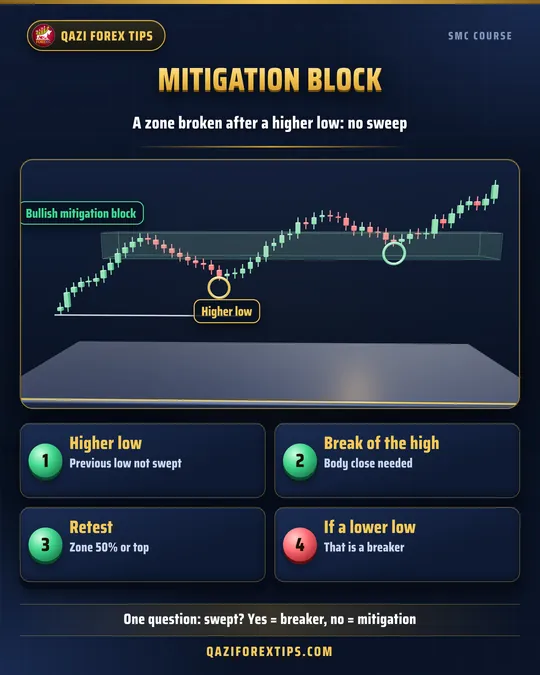 QAZI FOREX TIPS
SMC COURSE
MITIGATION BLOCK
A zone broken after a higher low: no sweep
Bullish mitigation block
Higher low
1
Higher low
Previous low not swept
2
Break of the high
Body close needed
3
Retest
Zone 50% or top
4
If a lower low
That is a breaker
One question: swept? Yes = breaker, no = mitigation
QAZIFOREXTIPS.COM